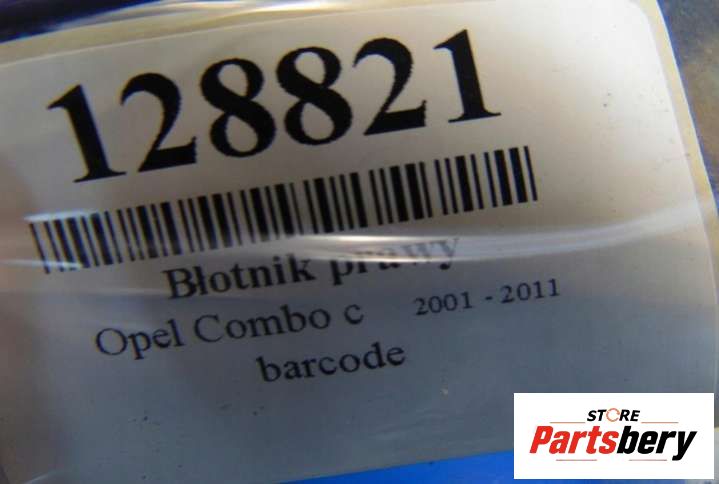 128821
Błotnik prawy
Opel Combo c 2001 - 2011
barcode
STORE
Partsbery